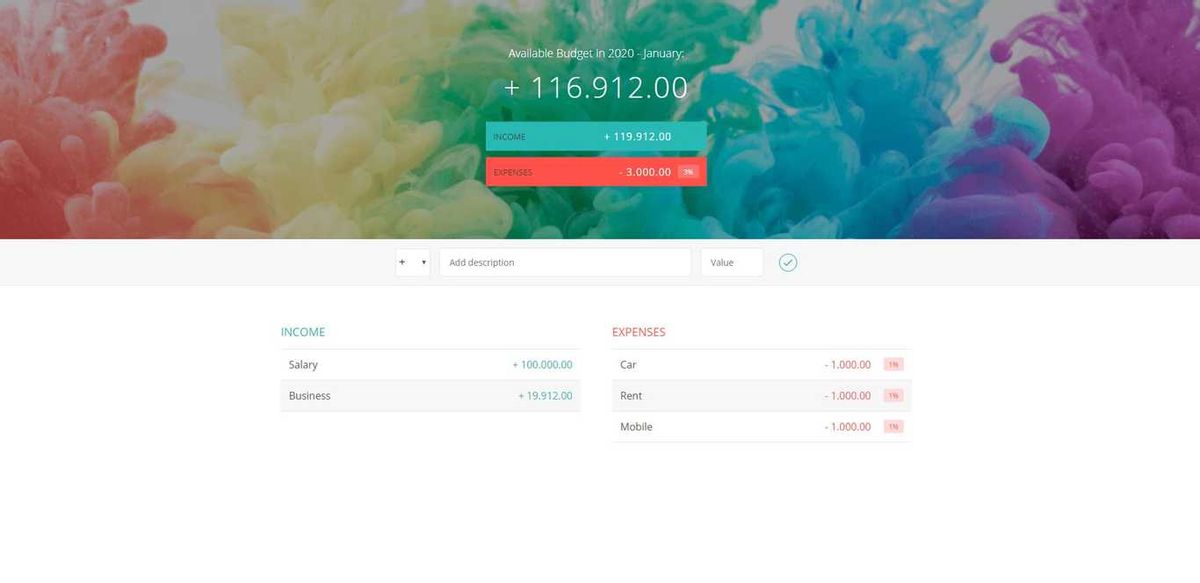 Available Budget in 2020 - January:
+ 116.912.00
INCOME + 119.912.00
EXPENSES - 3.000.00 3%
+ Add description Value
INCOME
Salary + 100.000.00
Business + 19.912.00
EXPENSES
Car - 1.000.00 1%
Rent - 1.000.00 1%
Mobile - 1.000.00 1%